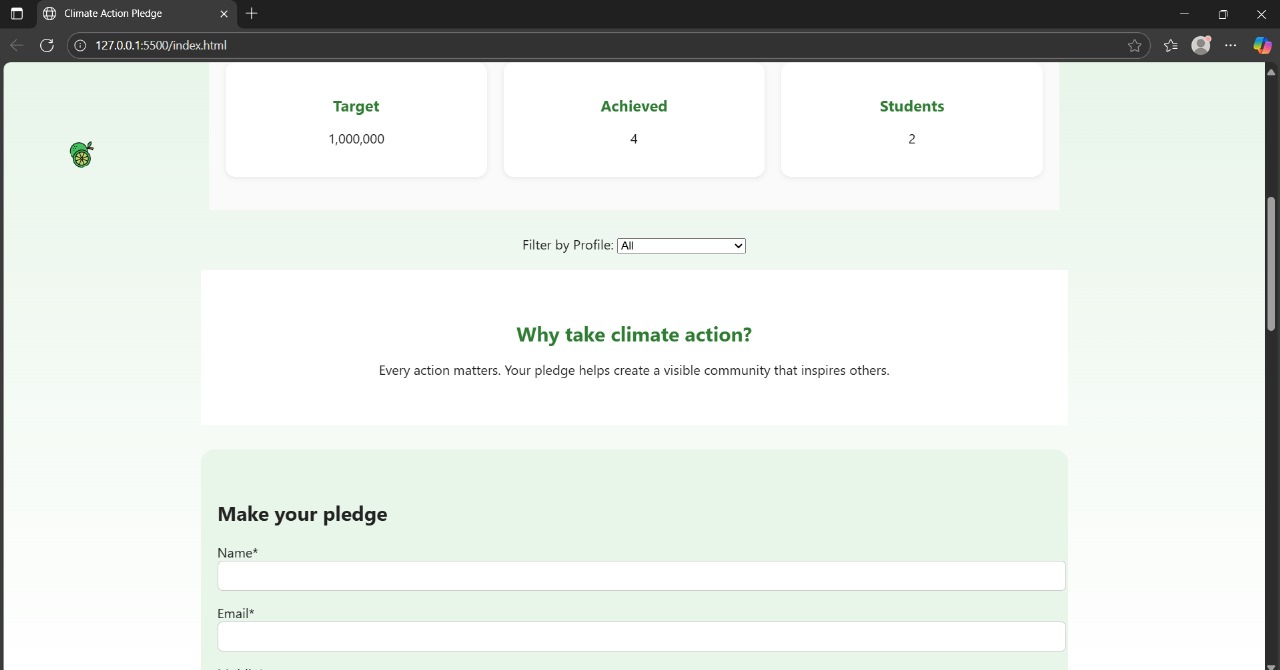 Climate Action Pledge
127.0.0.1:5500/index.html
Target
1,000,000
Achieved
4
Students
2
Filter by Profile: All
Why take climate action?
Every action matters. Your pledge helps create a visible community that inspires others.
Make your pledge
Name*
Email*